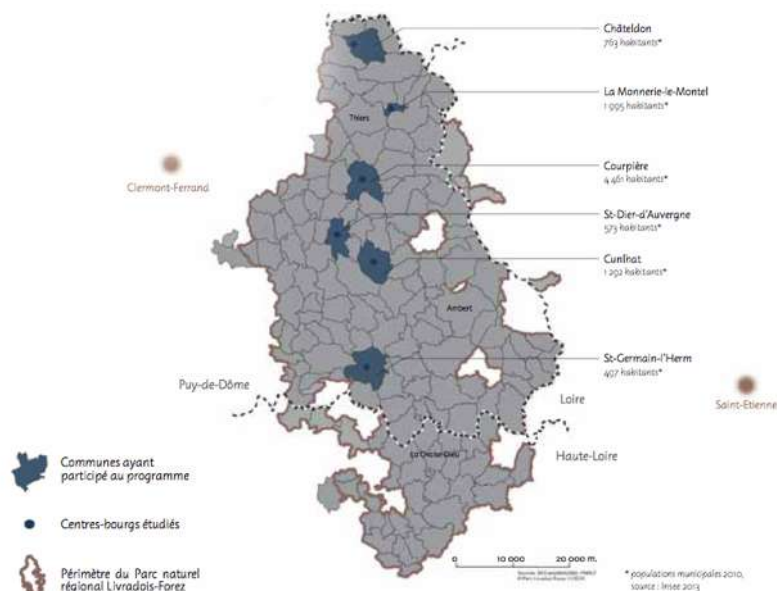 Châteldon
763 habitants*
La Monnerie-le-Montel
1 995 habitants*
Thiers
Clermont-Ferrand
Courpière
4 461 habitants*
St-Dier-d'Auvergne
573 habitants*
Cunlhat
1 292 habitants*
Ambert
St-Germain-l'Herm
497 habitants*
Puy-de-Dôme
Loire
Saint-Etienne
Haute-Loire
La Chaise-Dieu
Communes ayant
participé au programme
Centres-bourgs étudiés
Périmètre du Parc naturel
régional Livradois-Forez
0 10 000 20 000 m.
* populations municipales 2010,
source : Insee 2013